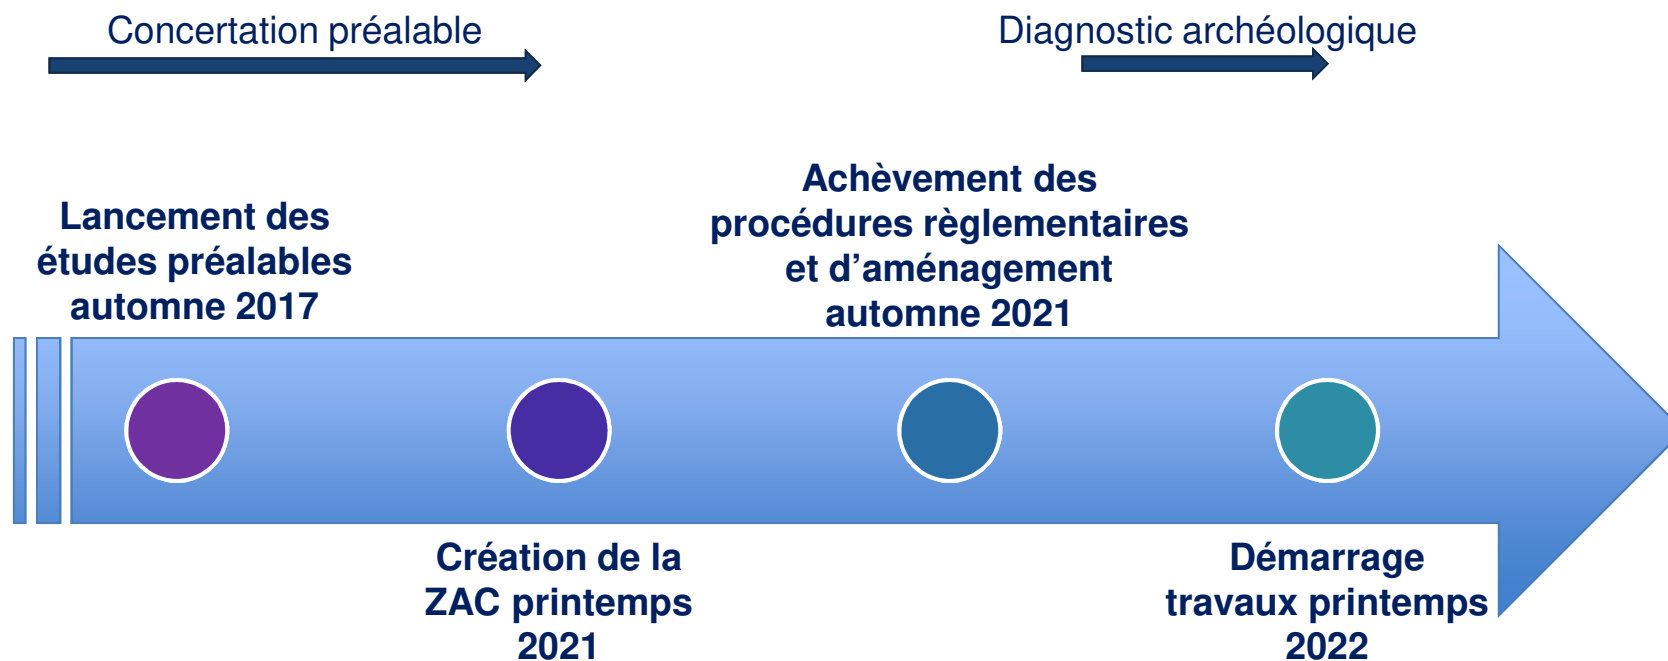 Concertation préalable
Diagnostic archéologique
Lancement des
études préalables
automne 2017
Achèvement des
procédures règlementaires
et d’aménagement
automne 2021
Création de la
ZAC printemps
2021
Démarrage
travaux printemps
2022